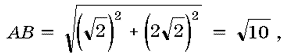 AB = √((√2)² + (2√2)²) = √10 ,